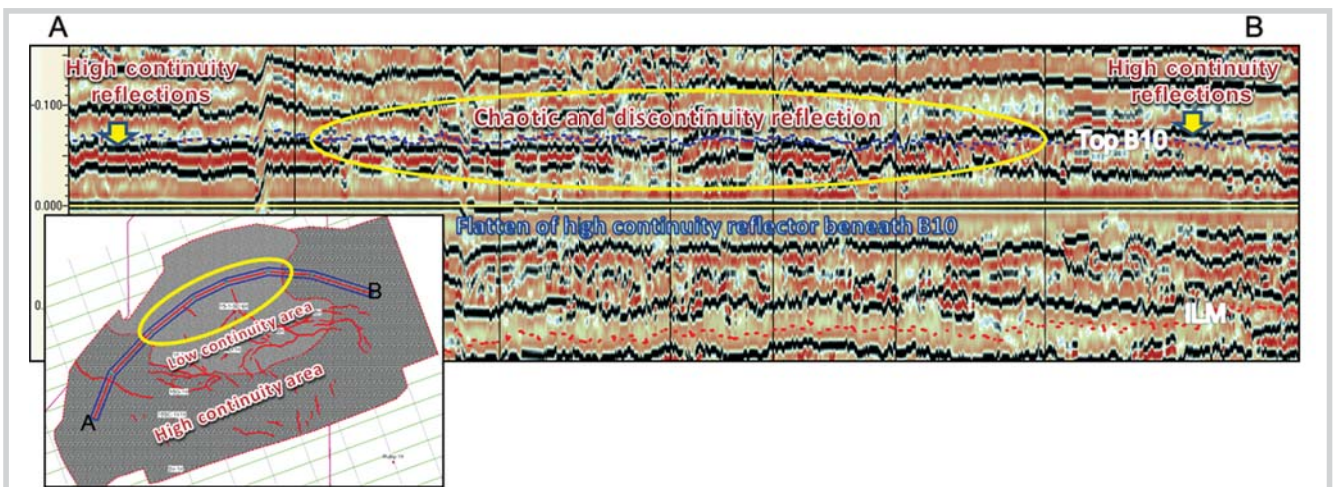 A
B
High continuity
reflections
High continuity
reflections
Chaotic and discontinuity reflection
-0.100
Top B10
0.000
Flatten of high continuity reflector beneath B10
0.
ILM
B
Low continuity area
High continuity area
A